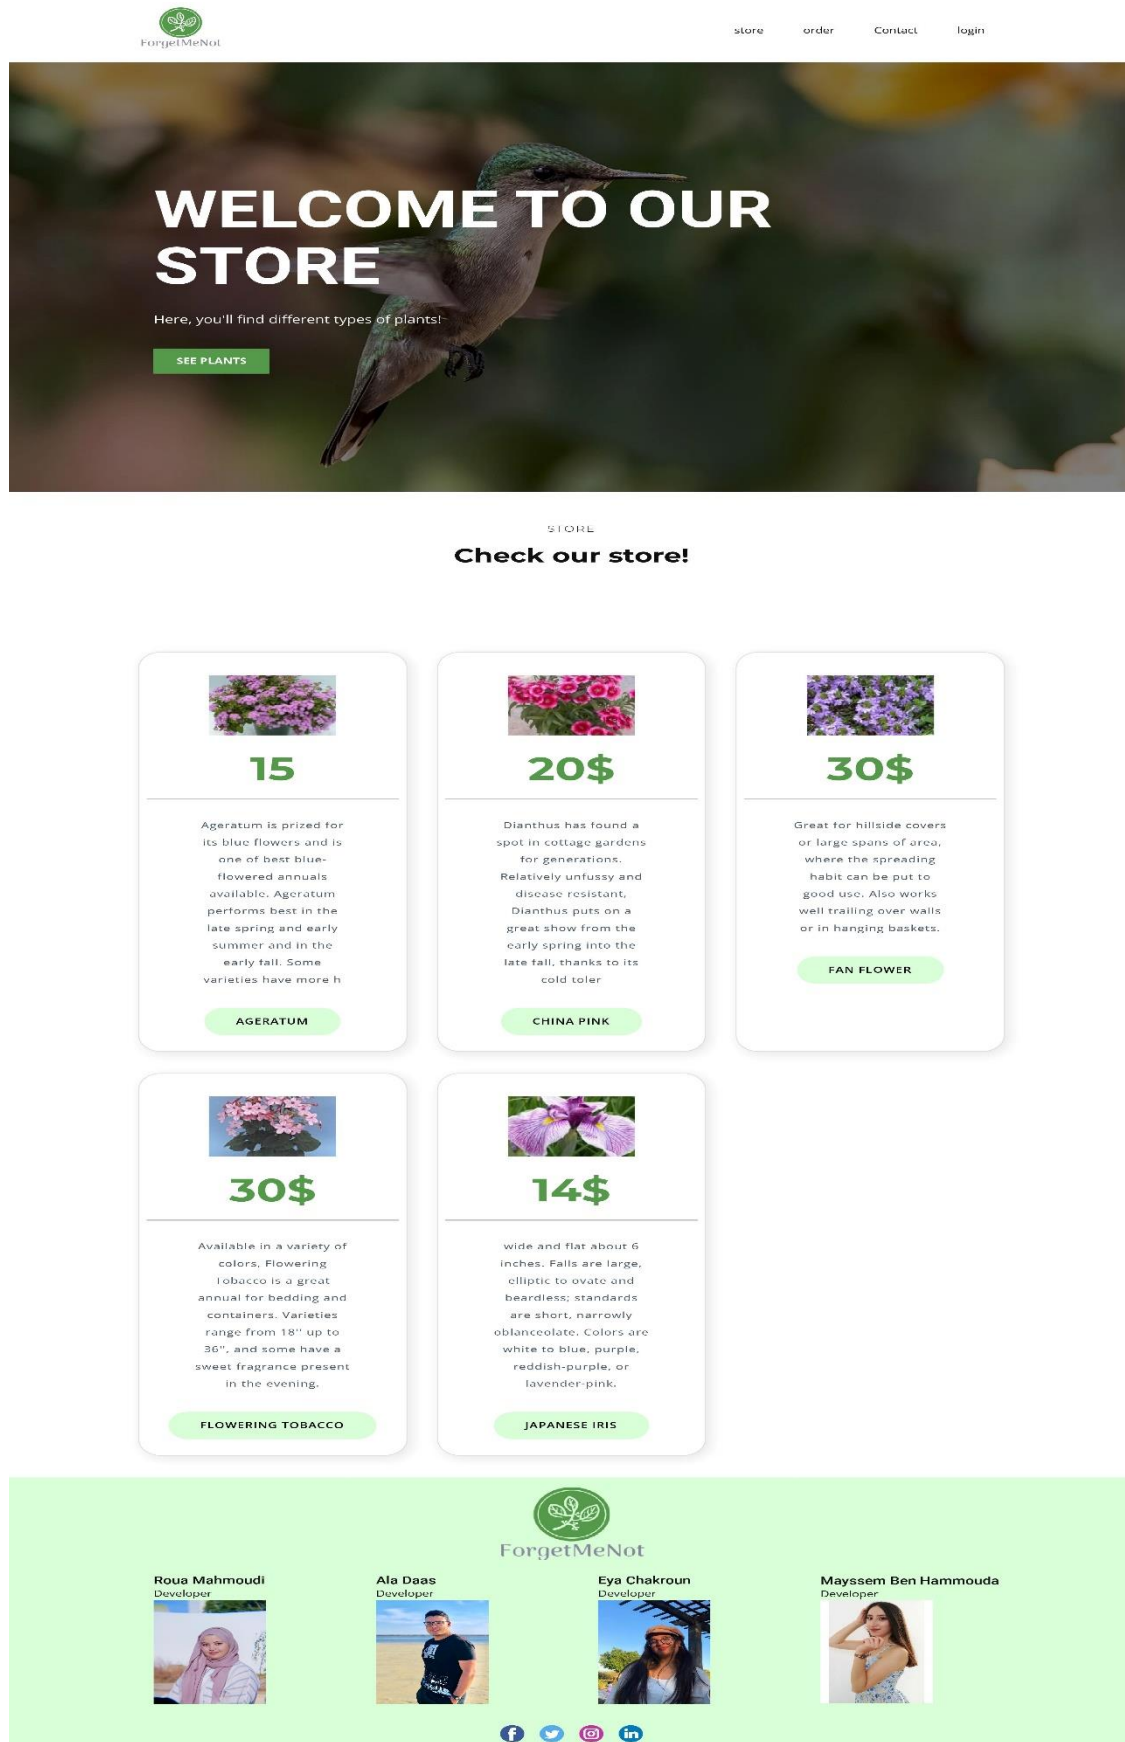 ForgetMeNot
store order Contact login
WELCOME TO OUR
STORE
Here, you'll find different types of plants!
SEE PLANTS
STORE
Check our store!
15
Ageratum is prized for
its blue flowers and is
one of best blue-
flowered annuals
available. Ageratum
performs best in the
late spring and early
summer and in the
early fall. Some
varieties have more h
AGERATUM
20$
Dianthus has found a
spot in cottage gardens
for generations.
Relatively unfussy and
disease resistant,
Dianthus puts on a
great show from the
early spring into the
late fall, thanks to its
cold toler
CHINA PINK
30$
Great for hillside covers
or large spans of area,
where the spreading
habit can be put to
good use. Also works
well trailing over walls
or in hanging baskets.
FAN FLOWER
30$
Available in a variety of
colors, Flowering
Tobacco is a great
annual for bedding and
containers. Varieties
range from 18'' up to
36'', and some have a
sweet fragrance present
in the evening.
FLOWERING TOBACCO
14$
wide and flat about 6
inches. Falls are large,
elliptic to ovate and
beardless; standards
are short, narrowly
oblanceolate. Colors are
white to blue, purple,
reddish-purple, or
lavender-pink.
JAPANESE IRIS
ForgetMeNot
Roua Mahmoudi
Developer
Ala Daas
Developer
Eya Chakroun
Developer
Mayssem Ben Hammouda
Developer